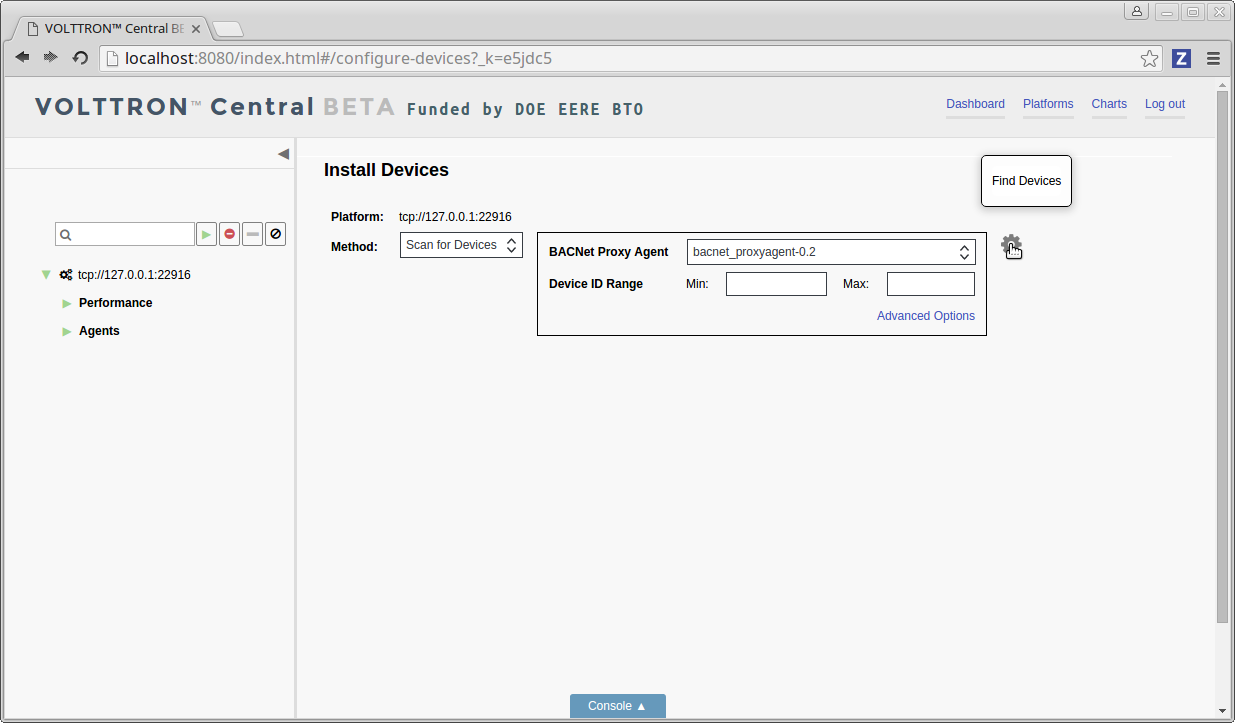 VOLTTRON™ Central BE
localhost:8080/index.html#/configure-devices?_k=e5jdc5
Z
VOLTTRON™ Central BETA Funded by DOE EERE BTO
Dashboard Platforms Charts Log out
Install Devices
Find Devices
Platform: tcp://127.0.0.1:22916
Method: Scan for Devices
BACNet Proxy Agent bacnet_proxyagent-0.2
Device ID Range Min: Max:
Advanced Options
tcp://127.0.0.1:22916
Performance
Agents
Console ▲